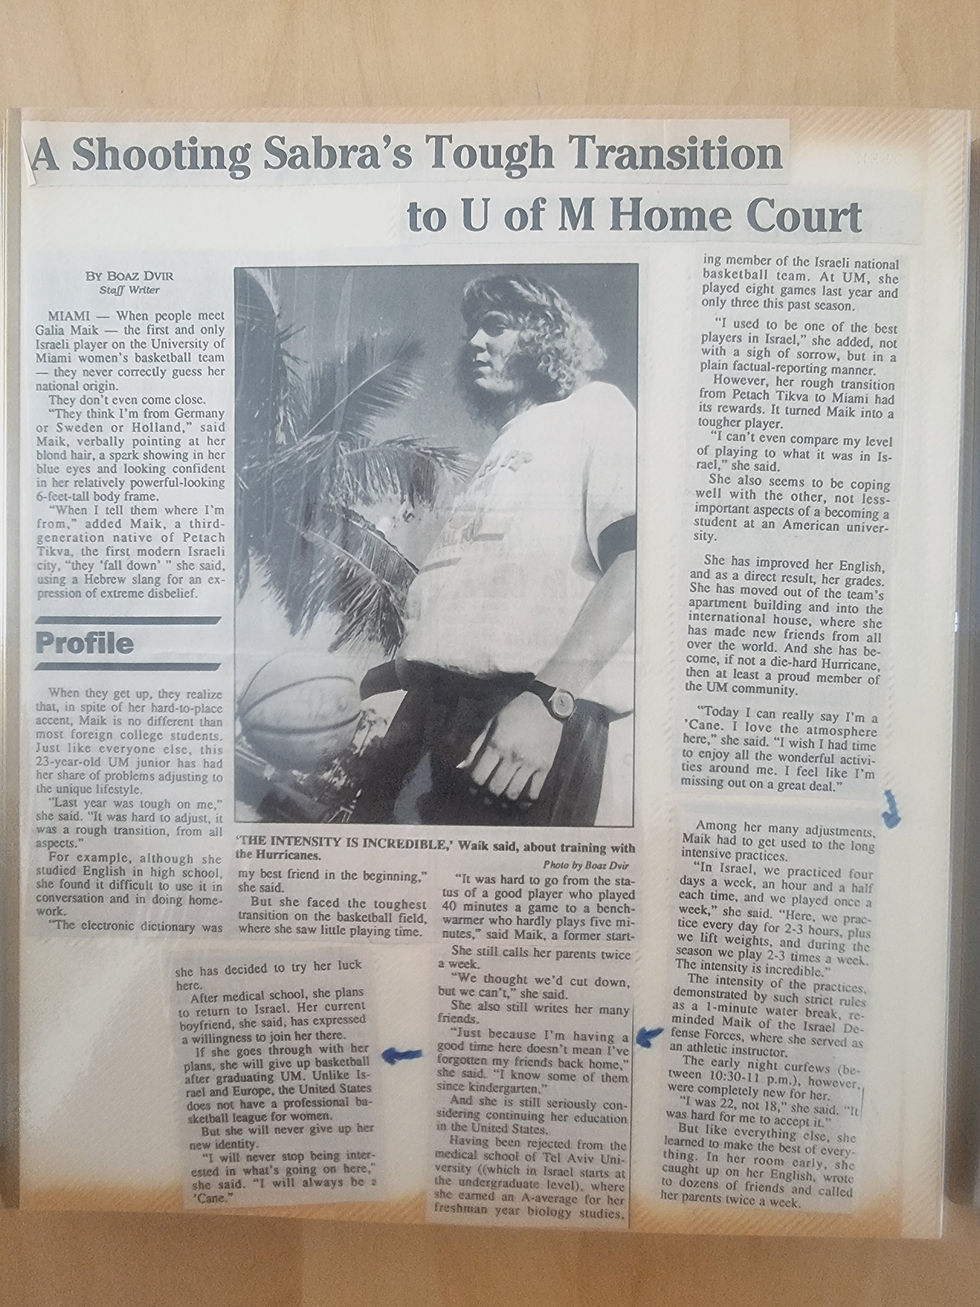 A Shooting Sabra's Tough Transition
to U of M Home Court
BY BOAZ DVIR
Staff Writer
MIAMI — When people meet
Galia Maik — the first and only
Israeli player on the University of
Miami women's basketball team
— they never correctly guess her
national origin.
They don't even come close.
"They think I'm from Germany
or Sweden or Holland," said
Maik, verbally pointing at her
blond hair, a spark showing in her
blue eyes and looking confident
in her relatively powerful-looking
6-feet-tall body frame.
"When I tell them where I'm
from," added Maik, a third-
generation native of Petach
Tikva, the first modern Israeli
city, "they 'fall down' " she said,
using a Hebrew slang for an ex-
pression of extreme disbelief.
Profile
When they get up, they realize
that, in spite of her hard-to-place
accent, Maik is no different than
most foreign college students.
Just like everyone else, this
23-year-old UM junior has had
her share of problems adjusting to
the unique lifestyle.
"Last year was tough on me,"
she said. "It was hard to adjust, it
was a rough transition, from all
aspects."
For example, although she
studied English in high school,
she found it difficult to use it in
conversation and in doing home-
work.
"The electronic dictionary was
'THE INTENSITY IS INCREDIBLE,' Waik said, about training with
the Hurricanes.
Photo by Boaz Dvir
my best friend in the beginning,"
she said.
But she faced the toughest
transition on the basketball field,
where she saw little playing time.
"It was hard to go from the sta-
tus of a good player who played
40 minutes a game to a bench-
warmer who hardly plays five mi-
nutes," said Maik, a former start-
ing member of the Israeli national
basketball team. At UM, she
played eight games last year and
only three this past season.
"I used to be one of the best
players in Israel," she added, not
with a sigh of sorrow, but in a
plain factual-reporting manner.
However, her rough transition
from Petach Tikva to Miami had
its rewards. It turned Maik into a
tougher player.
"I can't even compare my level
of playing to what it was in Is-
rael," she said.
She also seems to be coping
well with the other, not less-
important aspects of a becoming a
student at an American univer-
sity.
She has improved her English,
and as a direct result, her grades.
She has moved out of the team's
apartment building and into the
international house, where she
has made new friends from all
over the world. And she has be-
come, if not a die-hard Hurricane,
then at least a proud member of
the UM community.
"Today I can really say I'm a
'Cane. I love the atmosphere
here," she said. "I wish I had time
to enjoy all the wonderful activi-
ties around me. I feel like I'm
missing out on a great deal."
Among her many adjustments,
Maik had to get used to the long
intensive practices.
"In Israel, we practiced four
days a week, an hour and a half
each time, and we played once a
week," she said. "Here, we prac-
tice every day for 2-3 hours, plus
we lift weights, and during the
season we play 2-3 times a week.
The intensity is incredible."
The intensity of the practices,
demonstrated by such strict rules
as a 1-minute water break, re-
minded Maik of the Israel De-
fense Forces, where she served as
an athletic instructor.
The early night curfews (be-
tween 10:30-11 p.m.), however,
were completely new for her.
"I was 22, not 18," she said. "It
was hard for me to accept it."
But like everything else, she
learned to make the best of every-
thing. In her room early, she
caught up on her English, wrote
to dozens of friends and called
her parents twice a week.
She still calls her parents twice
a week.
"We thought we'd cut down,
but we can't," she said.
She also still writes her many
friends.
"Just because I'm having a
good time here doesn't mean I've
forgotten my friends back home,"
she said. "I know some of them
since kindergarten."
And she is still seriously con-
sidering continuing her education
in the United States.
Having been rejected from the
medical school of Tel Aviv Uni-
versity ((which in Israel starts at
the undergraduate level), where
she earned an A-average for her
freshman year biology studies,
she has decided to try her luck
here.
After medical school, she plans
to return to Israel. Her current
boyfriend, she said, has expressed
a willingness to join her there.
If she goes through with her
plans, she will give up basketball
after graduating UM. Unlike Is-
rael and Europe, the United States
does not have a professional ba-
sketball league for women.
But she will never give up her
new identity.
"I will never stop being inter-
ested in what's going on here,"
she said. "I will always be a
'Cane."